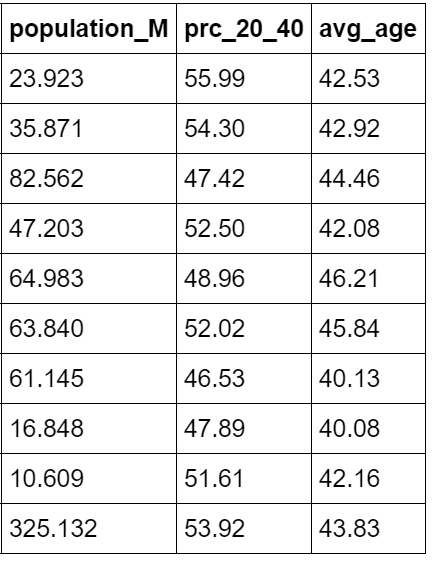 population_M prc_20_40 avg_age
23.923 55.99 42.53
35.871 54.30 42.92
82.562 47.42 44.46
47.203 52.50 42.08
64.983 48.96 46.21
63.840 52.02 45.84
61.145 46.53 40.13
16.848 47.89 40.08
10.609 51.61 42.16
325.132 53.92 43.83